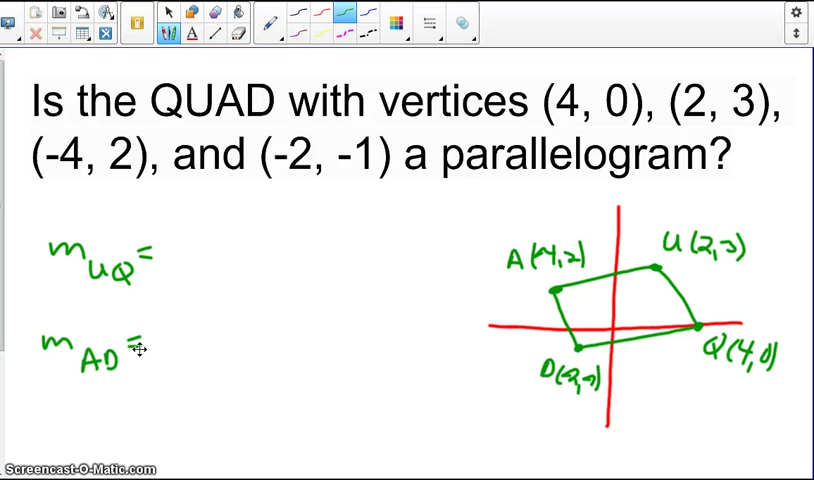 Is the QUAD with vertices (4, 0), (2, 3),
(-4, 2), and (-2, -1) a parallelogram?
m UQ =
m AD =
A(-4,2)
U(2,3)
D(-2,-1)
Q(4,0)
Screencast-O-Matic.com